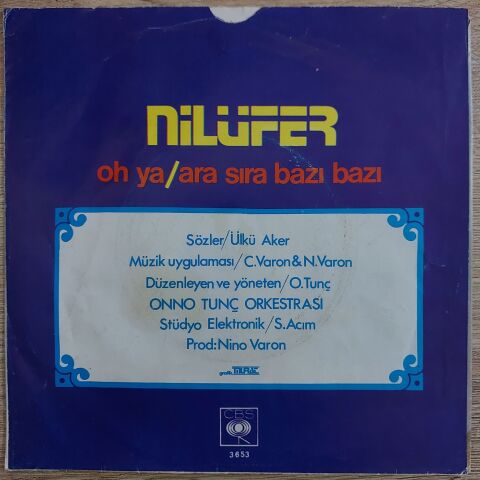 NİLÜFER
oh ya/ara sıra bazı bazı
Sözler/Ülkü Aker
Müzik uygulaması/C.Varon&N.Varon
Düzenleyen ve yöneten/O.Tunç
ONNO TUNÇ ORKESTRASI
Stüdyo Elektronik/S.Acım
Prod:Nino Varon
grafik
CBS
3653